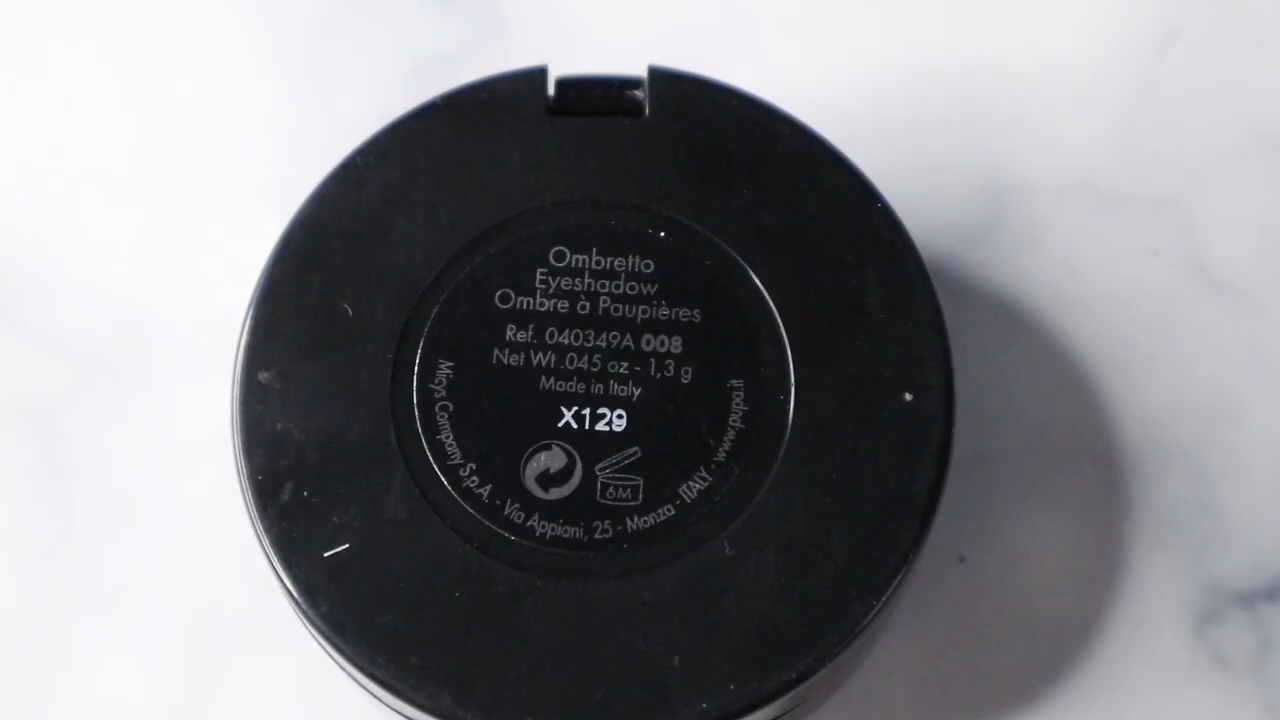 Ombretto
Eyeshadow
Ombre à Paupières
Ref. 040349A 008
Net Wt .045 oz - 1,3 g
Made in Italy
X129
6M
Micys Company S.p.A. - Via Appiani, 25 - Monza - ITALY - www.pupa.it